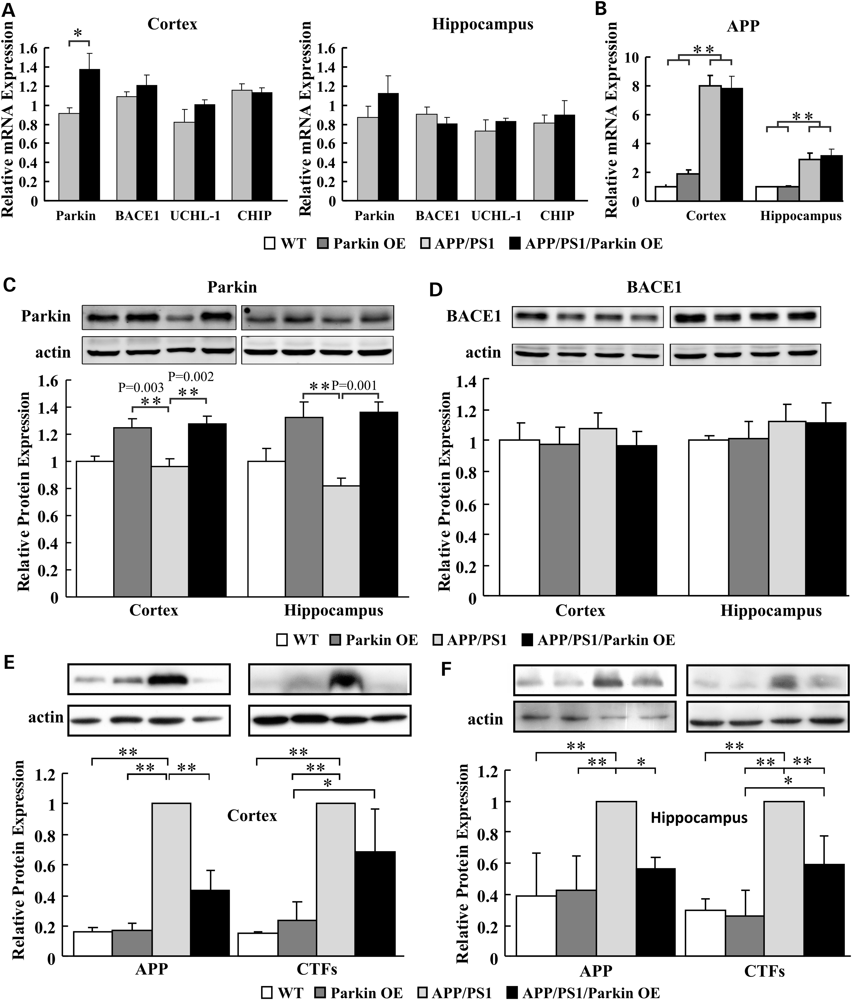 A
Cortex
Relative mRNA Expression
*
1.6
1.4
1.2
1
0.8
0.6
0.4
0.2
0
Parkin BACE1 UCHL-1 CHIP
Hippocampus
Relative mRNA Expression
1.6
1.4
1.2
1
0.8
0.6
0.4
0.2
0
Parkin BACE1 UCHL-1 CHIP
B
APP
Relative mRNA Expression
10
8
6
4
2
0
**
**
Cortex Hippocampus
WT Parkin OE APP/PS1 APP/PS1/Parkin OE
C
Parkin
Parkin
actin
Relative Protein Expression
1.6
1.4
1.2
1
0.8
0.6
0.4
0.2
0
P=0.003
**
P=0.002
**
** P=0.001
Cortex Hippocampus
D
BACE1
BACE1
actin
Relative Protein Expression
1.4
1.2
1
0.8
0.6
0.4
0.2
0
Cortex Hippocampus
WT Parkin OE APP/PS1 APP/PS1/Parkin OE
E
actin
Relative Protein Expression
1.2
1
0.8
0.6
0.4
0.2
0
**
** **
**
**
*
Cortex
APP CTFs
F
actin
Relative Protein Expression
1.2
1
0.8
0.6
0.4
0.2
0
**
** *
**
** **
*
Hippocampus
APP CTFs
WT Parkin OE APP/PS1 APP/PS1/Parkin OE